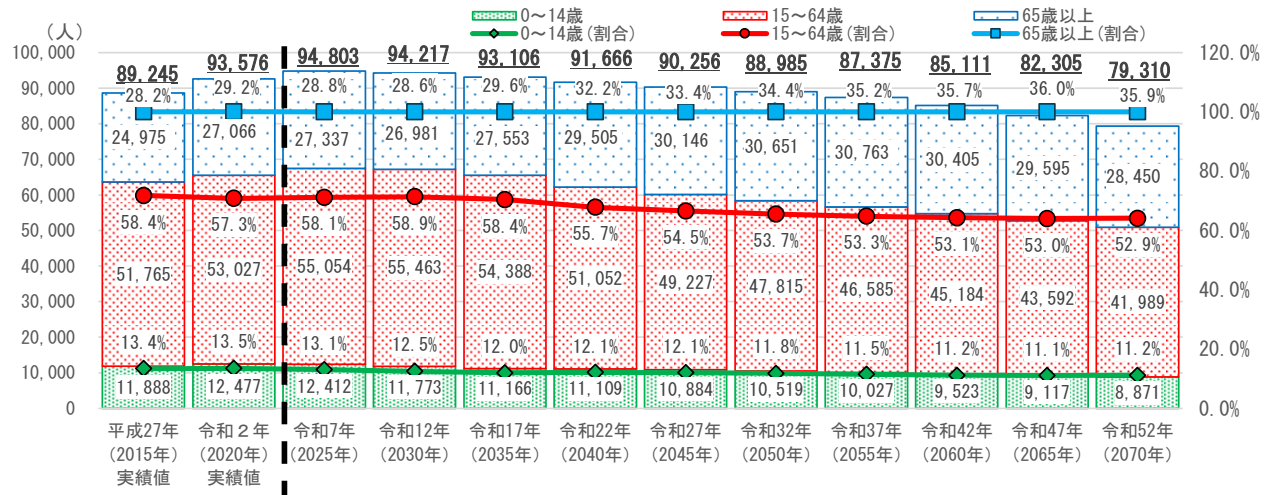 0～14歳 15～64歳 65歳以上
0～14歳(割合) 15～64歳(割合) 65歳以上(割合)
(人)
100,000 120.0%
89,245 93,576 94,803 94,217 93,106 91,666 90,256 88,985 87,375 85,111 82,305 79,310
28.2% 29.2% 28.8% 28.6% 29.6% 32.2% 33.4% 34.4% 35.2% 35.7% 36.0% 35.9%
90,000
100.0%
80,000
24,975 27,066 27,337 26,981 27,553 29,505 30,146 30,651 30,763 30,405 29,595 28,450
70,000 80.0%
60,000
58.4% 57.3% 58.1% 58.9% 58.4% 55.7% 54.5% 53.7% 53.3% 53.1% 53.0% 52.9%
50,000 60.0%
40,000
51,765 53,027 55,054 55,463 54,388 51,052 49,227 47,815 46,585 45,184 43,592 41,989
40.0%
30,000
20,000
13.4% 13.5% 13.1% 12.5% 12.0% 12.1% 12.1% 11.8% 11.5% 11.2% 11.1% 11.2%
20.0%
10,000
11,888 12,477 12,412 11,773 11,166 11,109 10,884 10,519 10,027 9,523 9,117 8,871
0 0.0%
平成27年 令和２年 令和7年 令和12年 令和17年 令和22年 令和27年 令和32年 令和37年 令和42年 令和47年 令和52年
(2015年) (2020年) (2025年) (2030年) (2035年) (2040年) (2045年) (2050年) (2055年) (2060年) (2065年) (2070年)
実績値 実績値